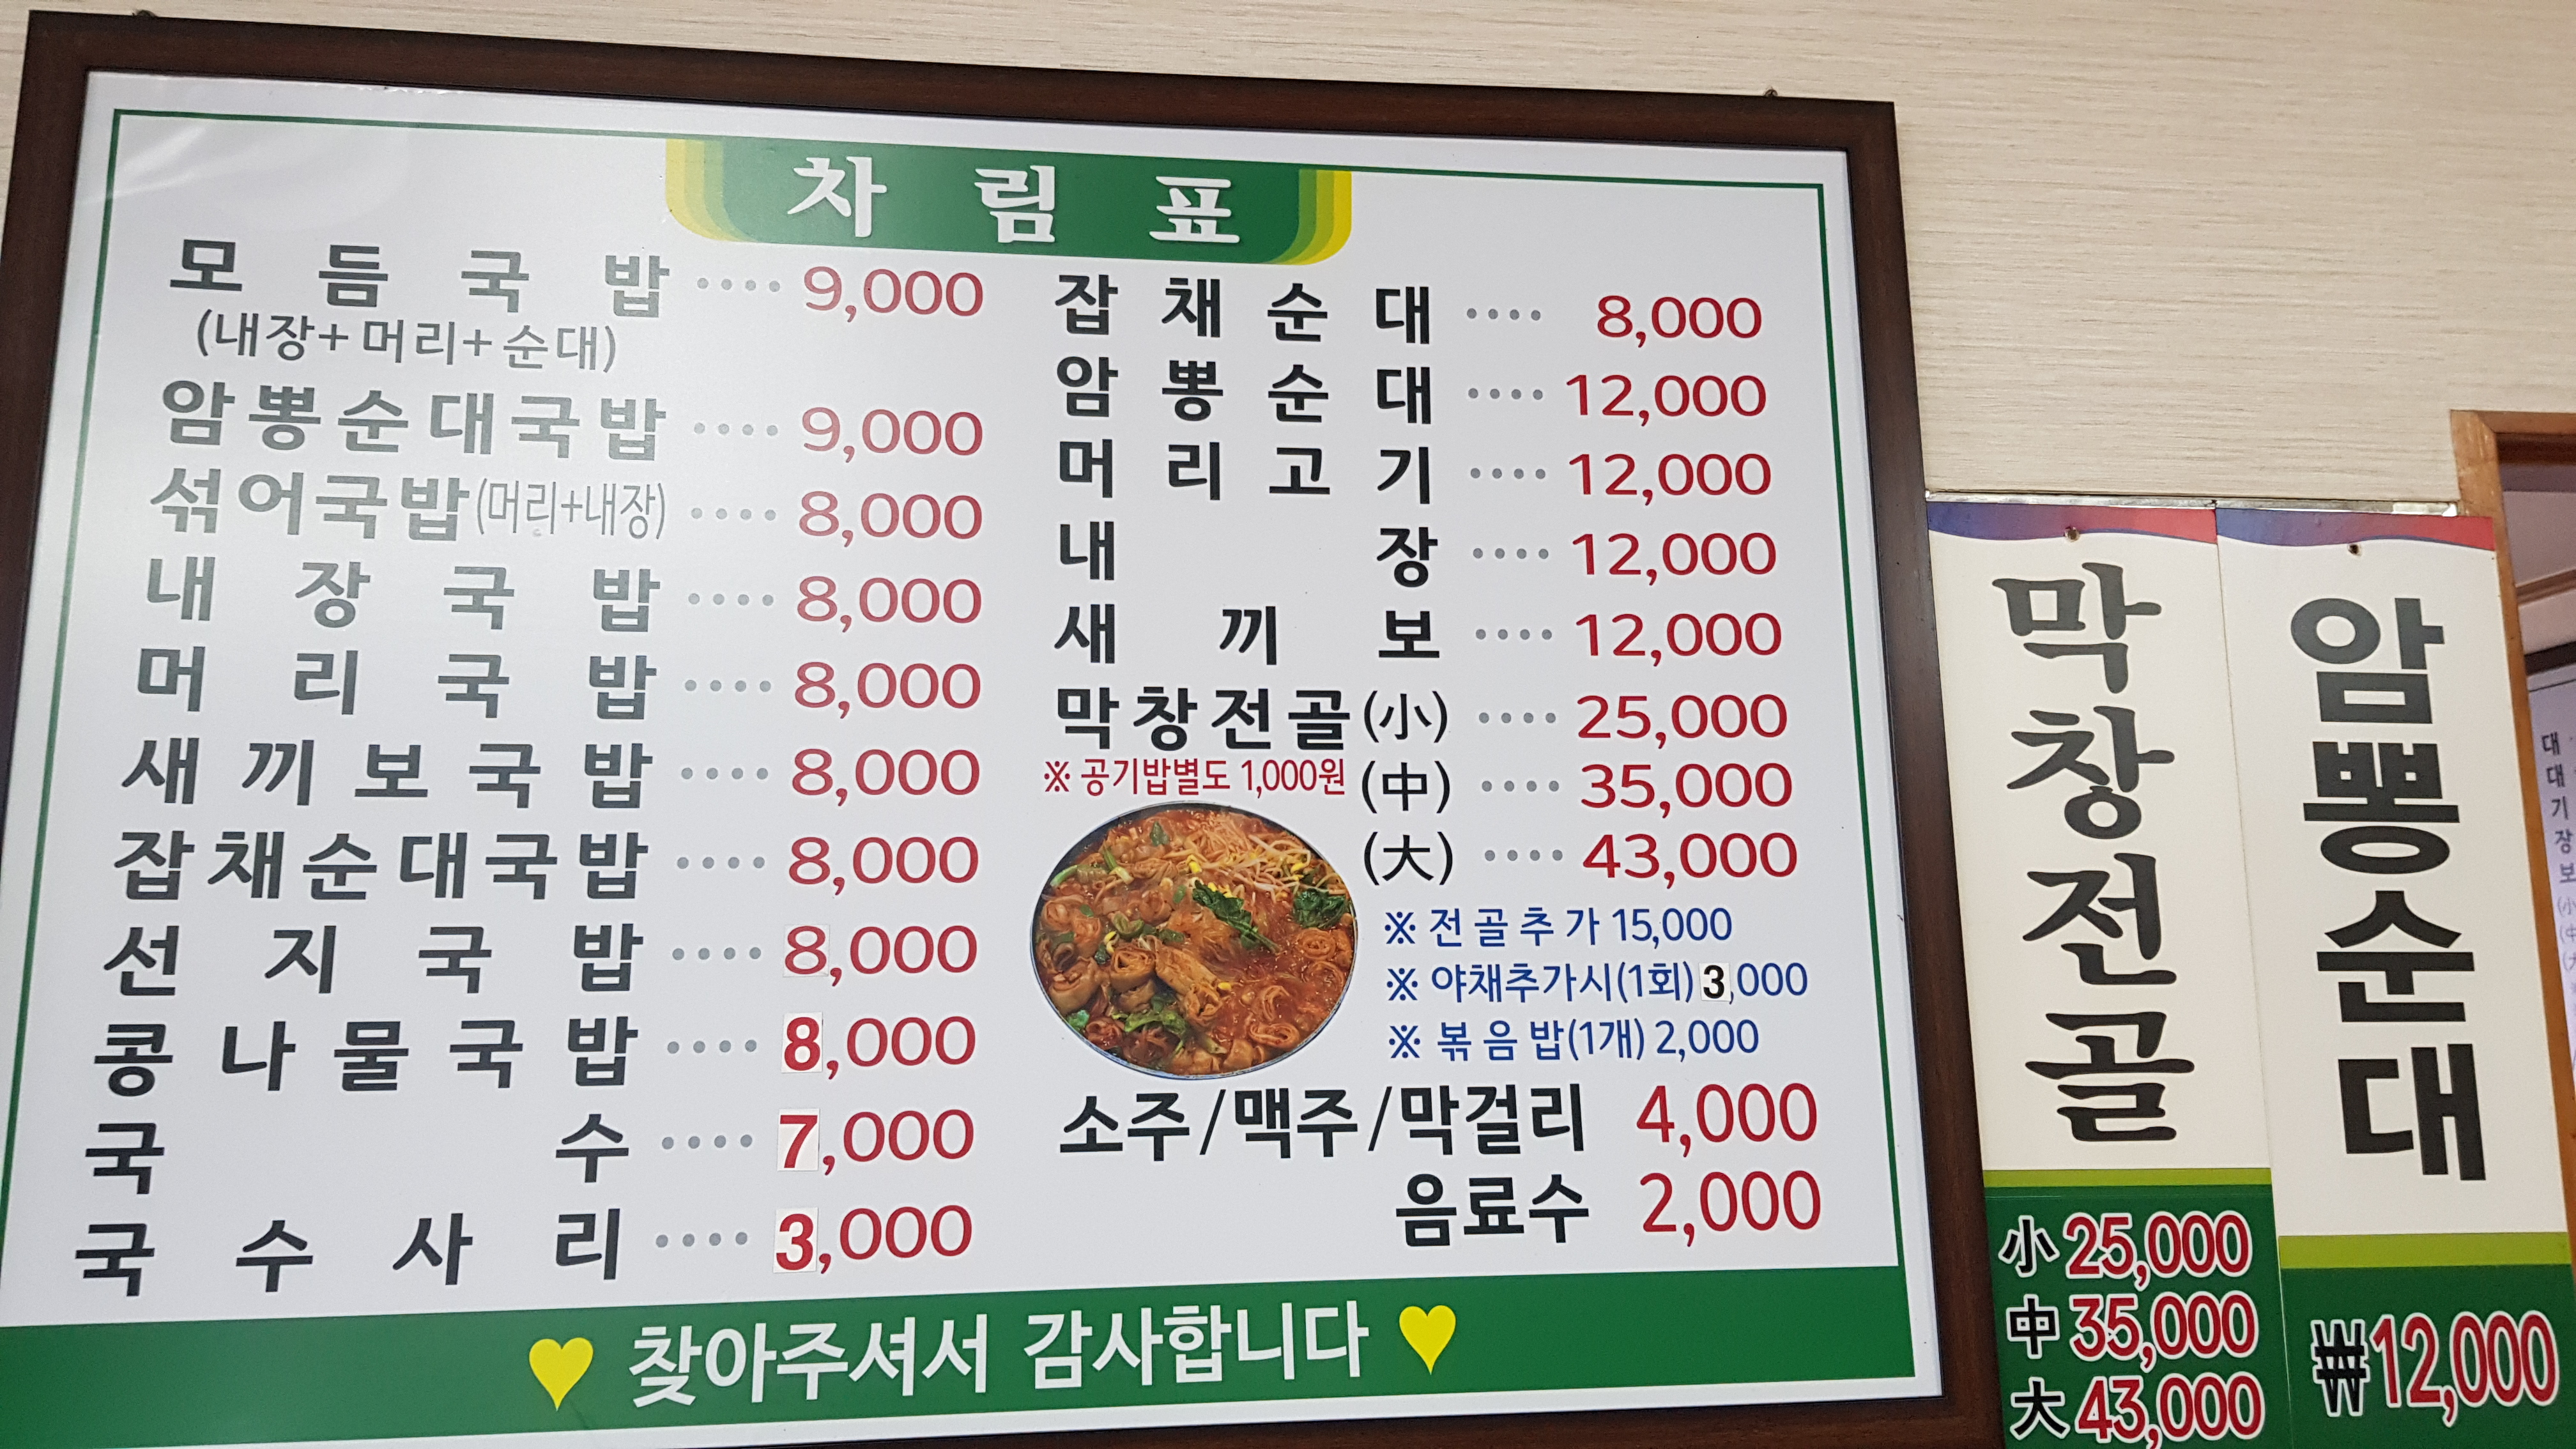 차림표
모듬국밥 ···· 9,000
(내장+머리+순대)
암뽕순대국밥 ···· 9,000
섞어국밥(머리+내장) ···· 8,000
내장국밥 ···· 8,000
머리국밥 ···· 8,000
새끼보국밥 ···· 8,000
잡채순대국밥 ···· 8,000
선지국밥 ···· 8,000
콩나물국밥 ···· 8,000
국수 ···· 7,000
국수사리 ···· 3,000
잡채순대 ···· 8,000
암뽕순대 ···· 12,000
머리고기 ···· 12,000
내장 ···· 12,000
새끼보 ···· 12,000
막창전골(小) ···· 25,000
※ 공기밥별도 1,000원 (中) ···· 35,000
(大) ···· 43,000
※ 전골추가 15,000
※ 야채추가시(1회) 3,000
※ 볶음밥(1개) 2,000
소주/맥주/막걸리 4,000
음료수 2,000
찾아주셔서 감사합니다
막창전골
小 25,000
中 35,000
大 43,000
암뽕순대
₩12,000
대
대
기
장
보